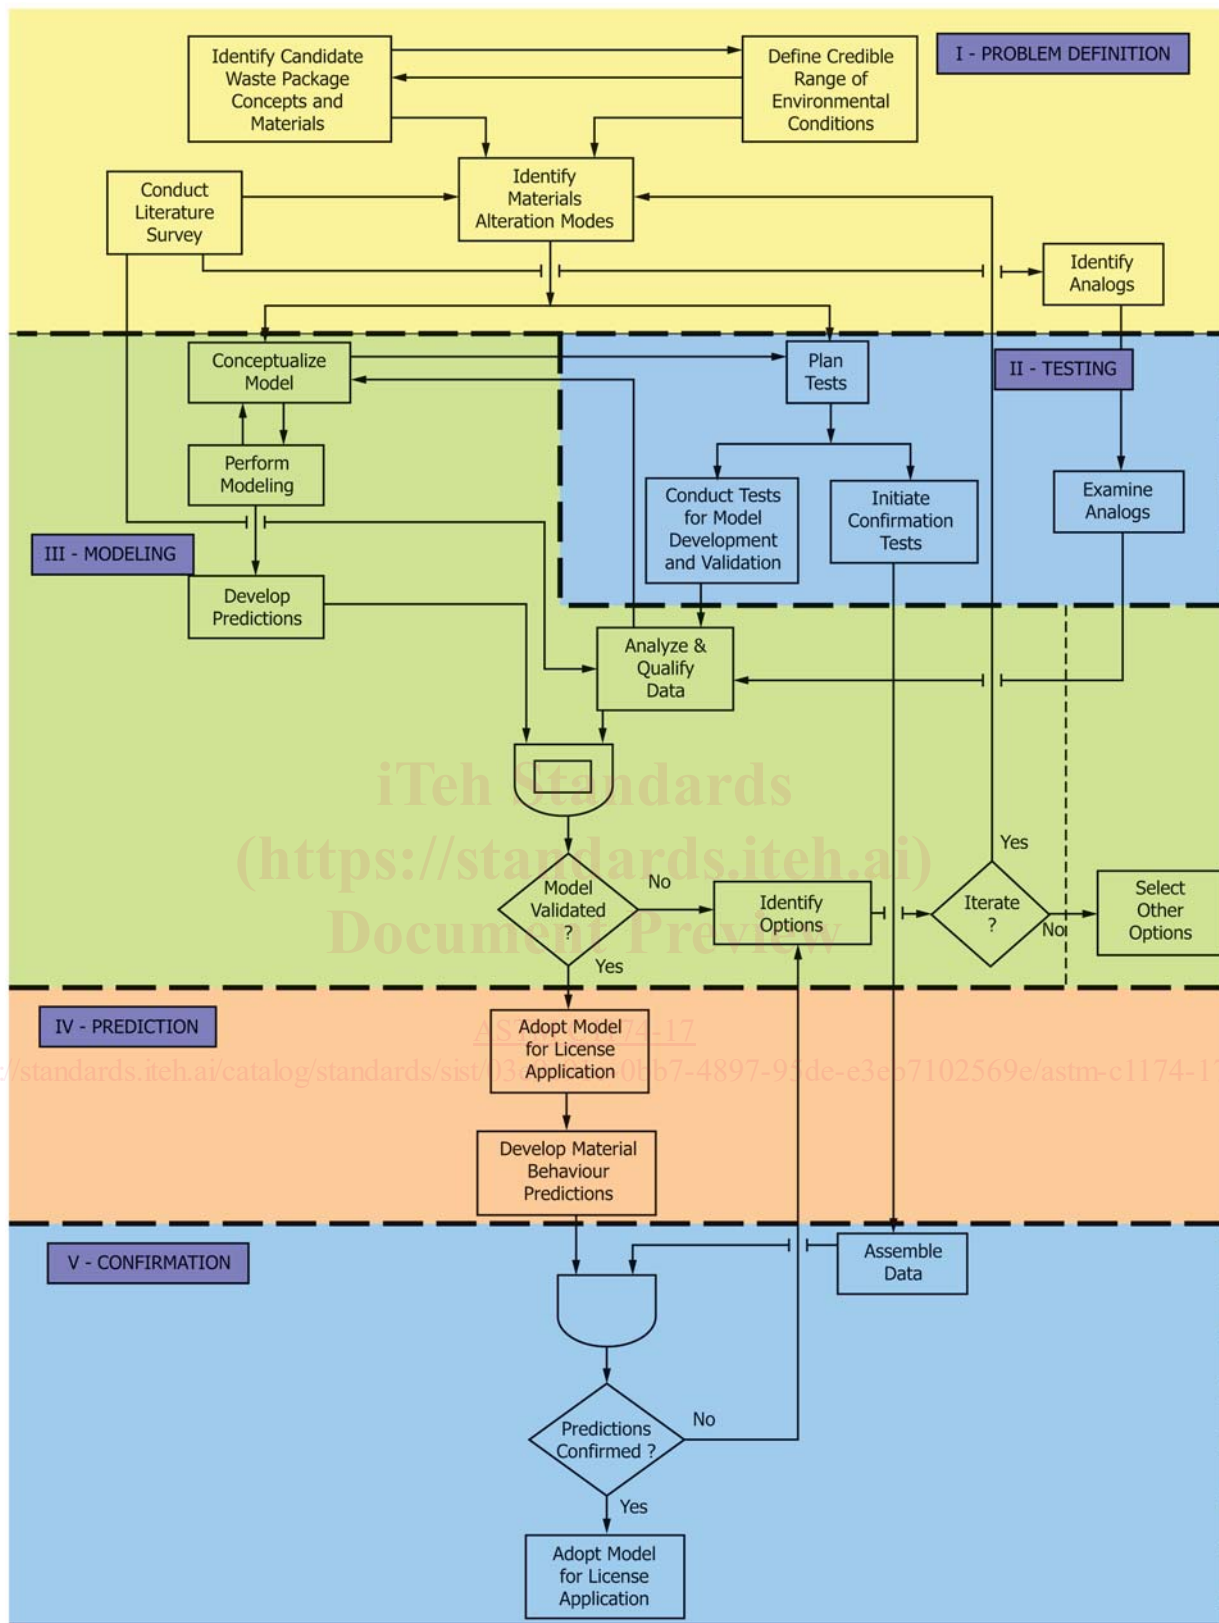 I - PROBLEM DEFINITION
Identify Candidate
Waste Package
Concepts and
Materials
Define Credible
Range of
Environmental
Conditions
Identify
Materials
Alteration Modes
Conduct
Literature
Survey
Identify
Analogs
Conceptualize
Model
Plan
Tests
II - TESTING
Perform
Modeling
Conduct Tests
for Model
Development
and Validation
Initiate
Confirmation
Tests
Examine
Analogs
III - MODELING
Develop
Predictions
Analyze &
Qualify
Data
iTeh Standards
(https://standards.iteh.ai)
Document Preview
Model
Validated
?
No
Yes
Identify
Options
Yes
Iterate
?
No
Select
Other
Options
IV - PREDICTION
Adopt Model
for License
Application
Develop Material
Behaviour
Predictions
V - CONFIRMATION
Assemble
Data
Predictions
Confirmed ?
No
Yes
Adopt Model
for License
Application